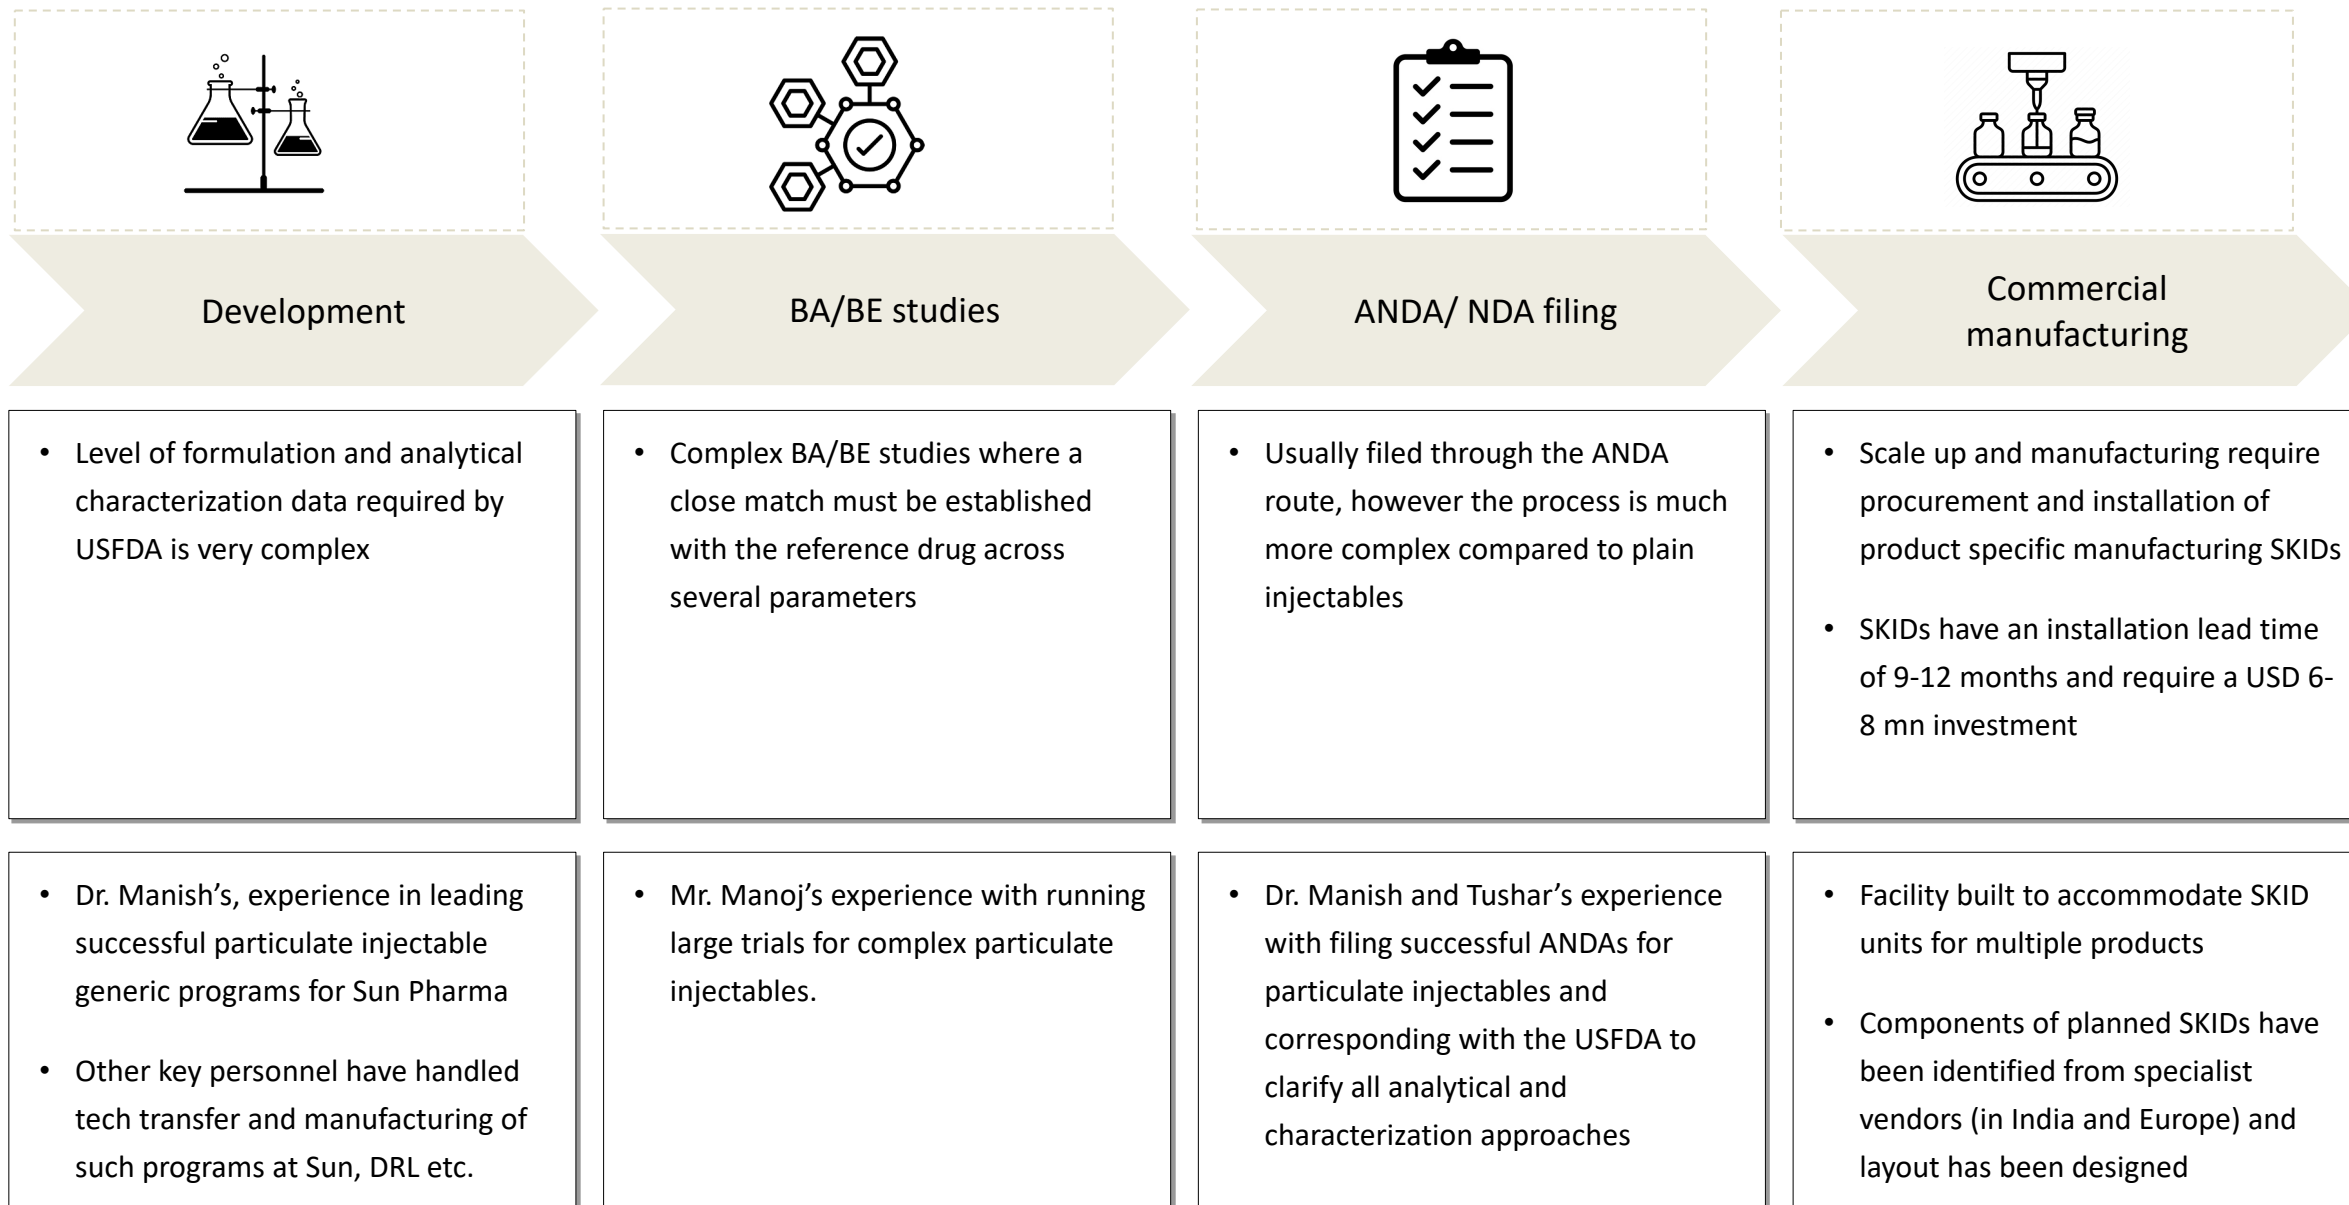 Development
BA/BE studies
ANDA/ NDA filing
Commercial
manufacturing
• Level of formulation and analytical
characterization data required by
USFDA is very complex
• Complex BA/BE studies where a
close match must be established
with the reference drug across
several parameters
• Usually filed through the ANDA
route, however the process is much
more complex compared to plain
injectables
• Scale up and manufacturing require
procurement and installation of
product specific manufacturing SKIDs
• SKIDs have an installation lead time
of 9-12 months and require a USD 6-
8 mn investment
• Dr. Manish’s, experience in leading
successful particulate injectable
generic programs for Sun Pharma
• Other key personnel have handled
tech transfer and manufacturing of
such programs at Sun, DRL etc.
• Mr. Manoj’s experience with running
large trials for complex particulate
injectables.
• Dr. Manish and Tushar’s experience
with filing successful ANDAs for
particulate injectables and
corresponding with the USFDA to
clarify all analytical and
characterization approaches
• Facility built to accommodate SKID
units for multiple products
• Components of planned SKIDs have
been identified from specialist
vendors (in India and Europe) and
layout has been designed